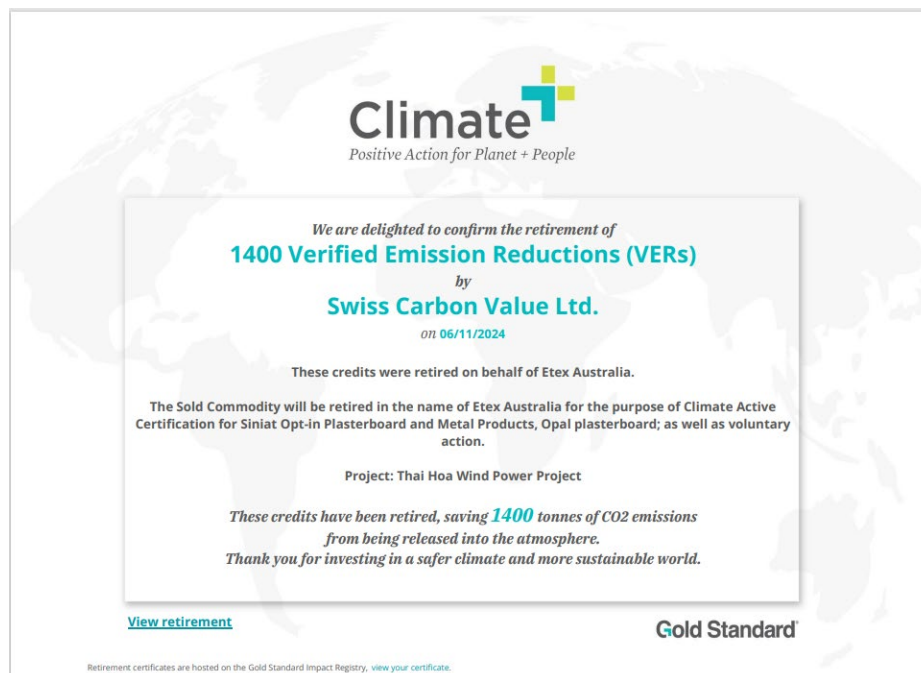 Climate
Positive Action for Planet + People
We are delighted to confirm the retirement of
1400 Verified Emission Reductions (VERs)
by
Swiss Carbon Value Ltd.
on 06/11/2024
These credits were retired on behalf of Etex Australia.
The Sold Commodity will be retired in the name of Etex Australia for the purpose of Climate Active
Certification for Siniat Opt-in Plasterboard and Metal Products, Opal plasterboard; as well as voluntary
action.
Project: Thai Hoa Wind Power Project
These credits have been retired, saving 1400 tonnes of CO2 emissions
from being released into the atmosphere.
Thank you for investing in a safer climate and more sustainable world.
View retirement
Gold Standard
Retirement certificates are hosted on the Gold Standard Impact Registry, view your certificate.